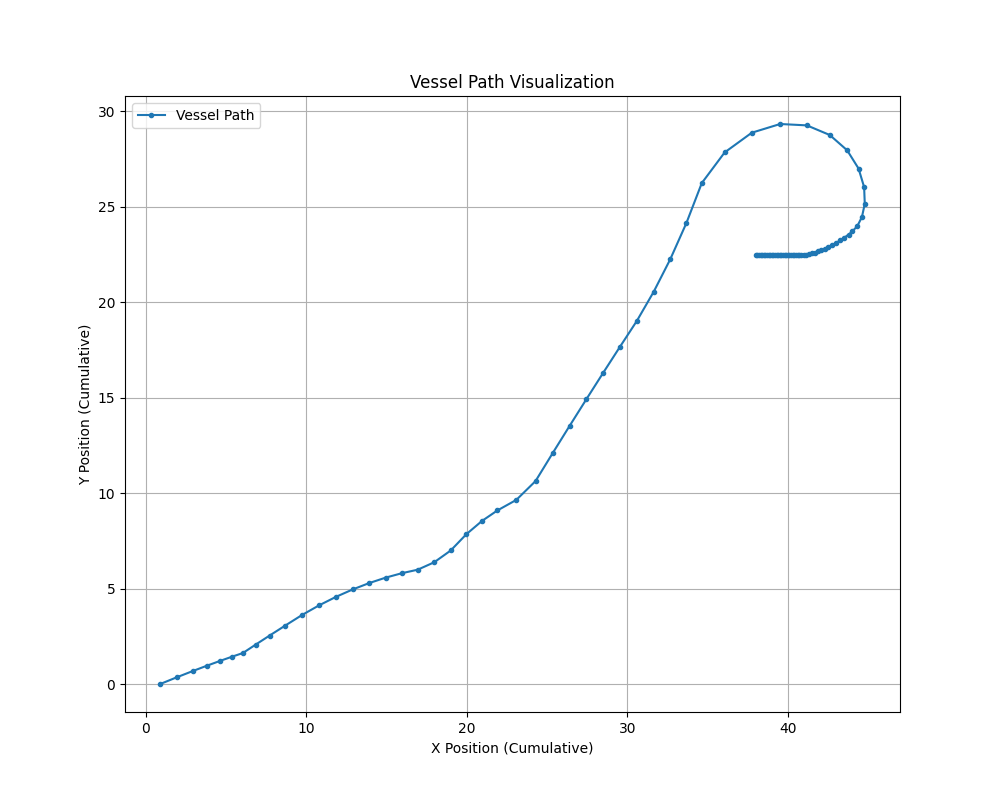 Vessel Path Visualization
Vessel Path
30
25
20
15
10
5
0
Y Position (Cumulative)
0 10 20 30 40
X Position (Cumulative)